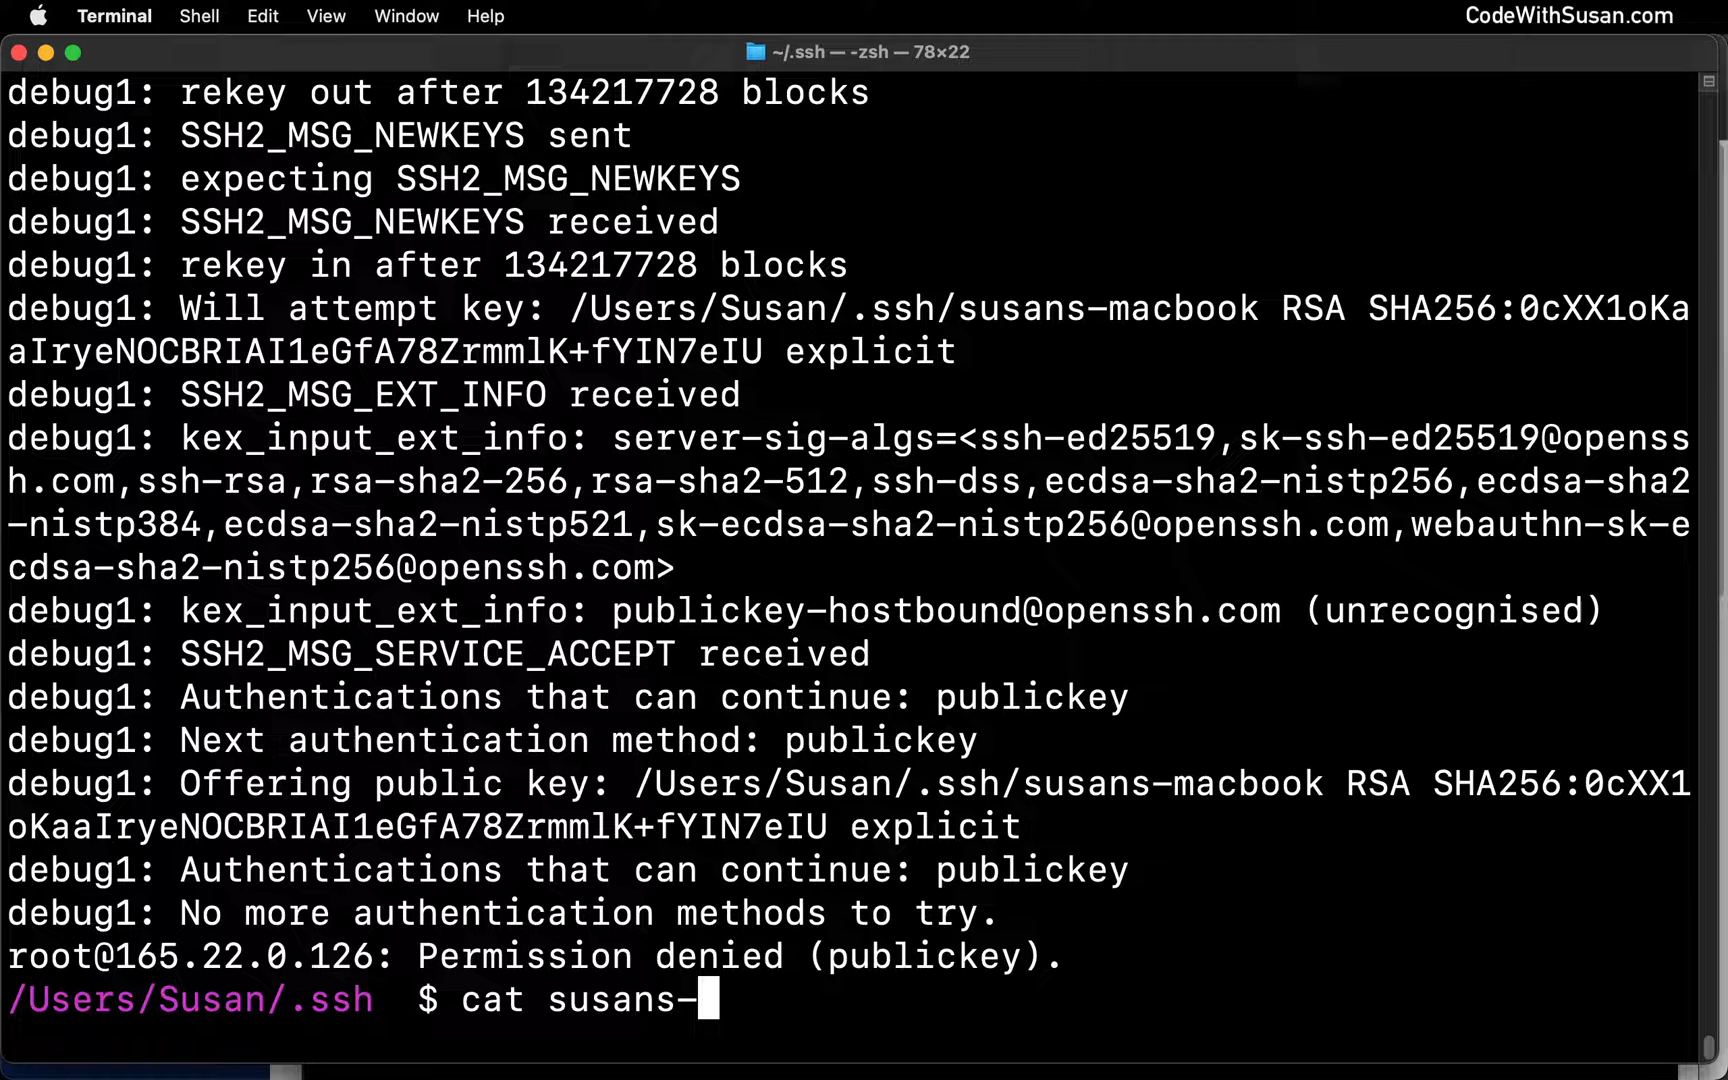 Terminal Shell Edit View Window Help CodeWithSusan.com
~/.ssh — -zsh — 78×22
debug1: rekey out after 134217728 blocks
debug1: SSH2_MSG_NEWKEYS sent
debug1: expecting SSH2_MSG_NEWKEYS
debug1: SSH2_MSG_NEWKEYS received
debug1: rekey in after 134217728 blocks
debug1: Will attempt key: /Users/Susan/.ssh/susans-macbook RSA SHA256:0cXX1oKa
aIryeNOCBRIAI1eGfA78ZrmmlK+fYIN7eIU explicit
debug1: SSH2_MSG_EXT_INFO received
debug1: kex_input_ext_info: server-sig-algs=<ssh-ed25519,sk-ssh-ed25519@openss
h.com,ssh-rsa,rsa-sha2-256,rsa-sha2-512,ssh-dss,ecdsa-sha2-nistp256,ecdsa-sha2
-nistp384,ecdsa-sha2-nistp521,sk-ecdsa-sha2-nistp256@openssh.com,webauthn-sk-e
cdsa-sha2-nistp256@openssh.com>
debug1: kex_input_ext_info: publickey-hostbound@openssh.com (unrecognised)
debug1: SSH2_MSG_SERVICE_ACCEPT received
debug1: Authentications that can continue: publickey
debug1: Next authentication method: publickey
debug1: Offering public key: /Users/Susan/.ssh/susans-macbook RSA SHA256:0cXX1
oKaaIryeNOCBRIAI1eGfA78ZrmmlK+fYIN7eIU explicit
debug1: Authentications that can continue: publickey
debug1: No more authentication methods to try.
root@165.22.0.126: Permission denied (publickey).
/Users/Susan/.ssh $ cat susans-